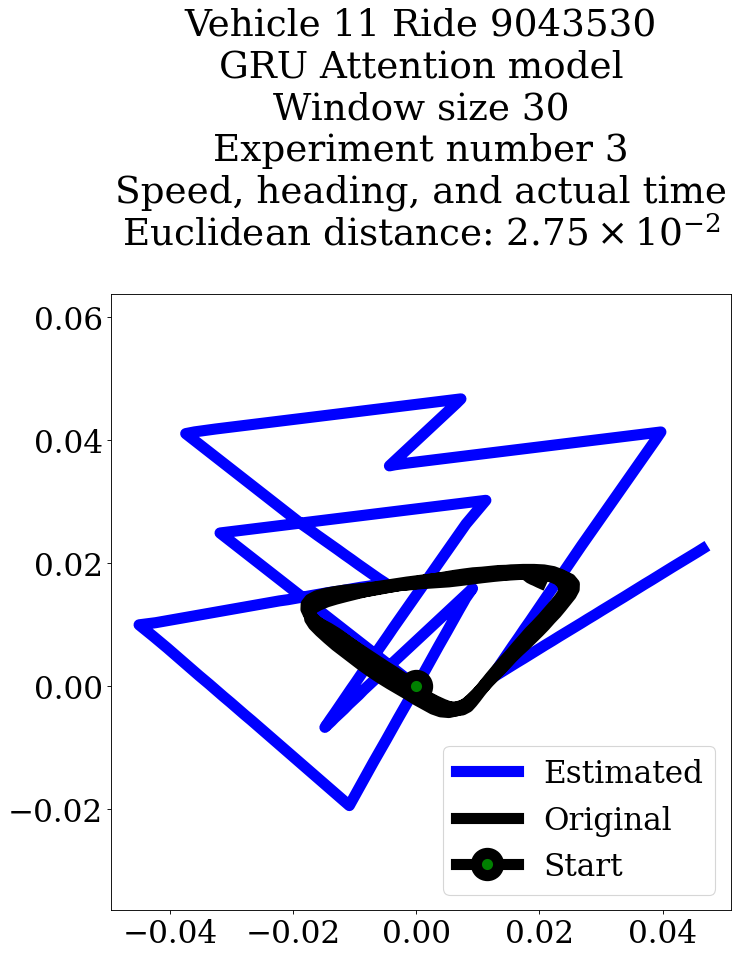 Vehicle 11 Ride 9043530
GRU Attention model
Window size 30
Experiment number 3
Speed, heading, and actual time
Euclidean distance: 2.75 × 10⁻²
0.06
0.04
0.02
0.00
−0.02
Estimated
Original
Start
−0.04 −0.02 0.00 0.02 0.04